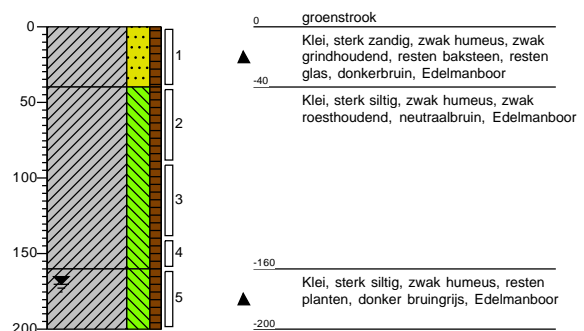 0
50
100
150
200
1
2
3
4
5
0
groenstrook
Klei, sterk zandig, zwak humeus, zwak
grindhoudend, resten baksteen, resten
glas, donkerbruin, Edelmanboor
-40
Klei, sterk siltig, zwak humeus, zwak
roesthoudend, neutraalbruin, Edelmanboor
-160
Klei, sterk siltig, zwak humeus, resten
planten, donker bruingrijs, Edelmanboor
-200